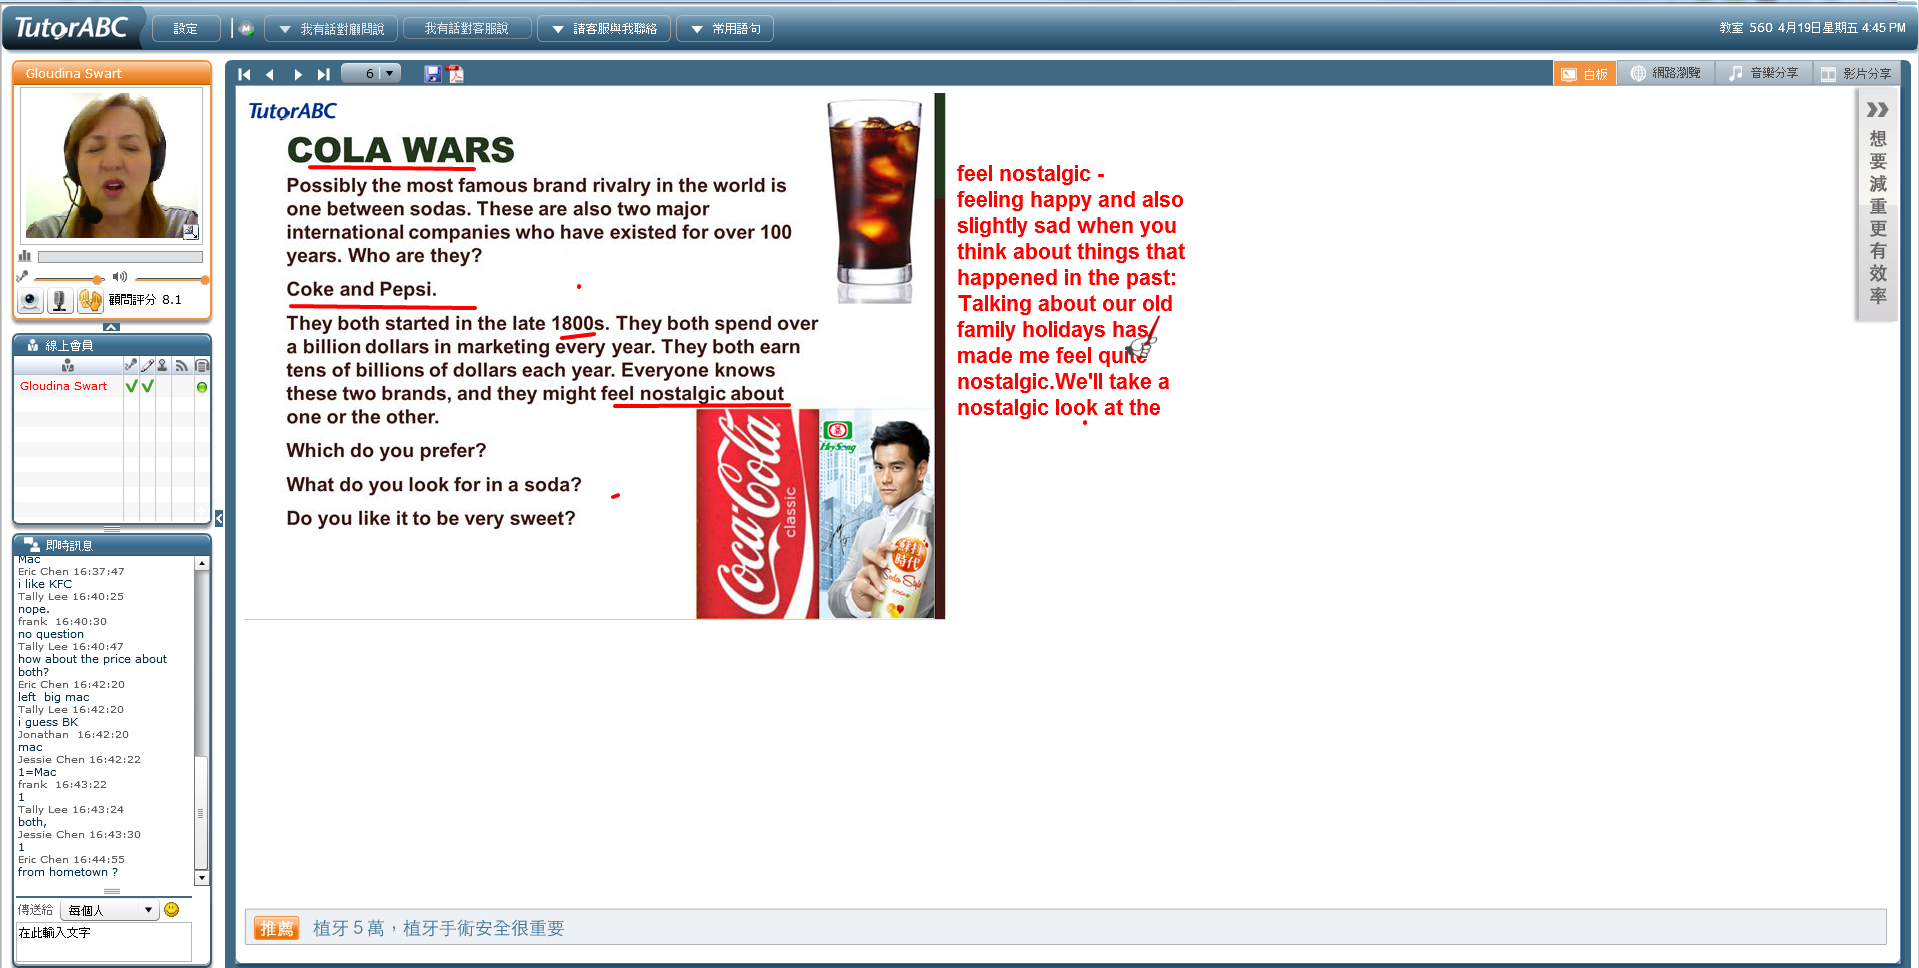 TutorABC
設定
我有話對顧問說
我有話對客服說
請客服與我聯絡
常用語句
教室 560 4月19日星期五 4:45 PM
Gloudina Swart
顧問評分 8.1
線上會員
Gloudina Swart
即時訊息
Mac
Eric Chen 16:37:47
i like KFC
Tally Lee 16:40:25
nope.
frank 16:40:30
no question
Tally Lee 16:40:47
how about the price about
both?
Eric Chen 16:42:20
left big mac
Tally Lee 16:42:20
i guess BK
Jonathan 16:42:20
mac
Jessie Chen 16:42:22
1=Mac
frank 16:43:22
1
Tally Lee 16:43:24
both,
Jessie Chen 16:43:30
1
Eric Chen 16:44:55
from hometown ?
傳送給 每個人
在此輸入文字
6
白板
網路瀏覽
音樂分享
影片分享
TutorABC
COLA WARS
Possibly the most famous brand rivalry in the world is
one between sodas. These are also two major
international companies who have existed for over 100
years. Who are they?
Coke and Pepsi.
They both started in the late 1800s. They both spend over
a billion dollars in marketing every year. They both earn
tens of billions of dollars each year. Everyone knows
these two brands, and they might feel nostalgic about
one or the other.
Which do you prefer?
What do you look for in a soda?
Do you like it to be very sweet?
Coca-Cola
classic
HeySong
蘇打
時代
Soda Style
feel nostalgic -
feeling happy and also
slightly sad when you
think about things that
happened in the past:
Talking about our old
family holidays has
made me feel quite
nostalgic.We'll take a
nostalgic look at the
想要減重更有效率
推薦
植牙５萬，植牙手術安全很重要